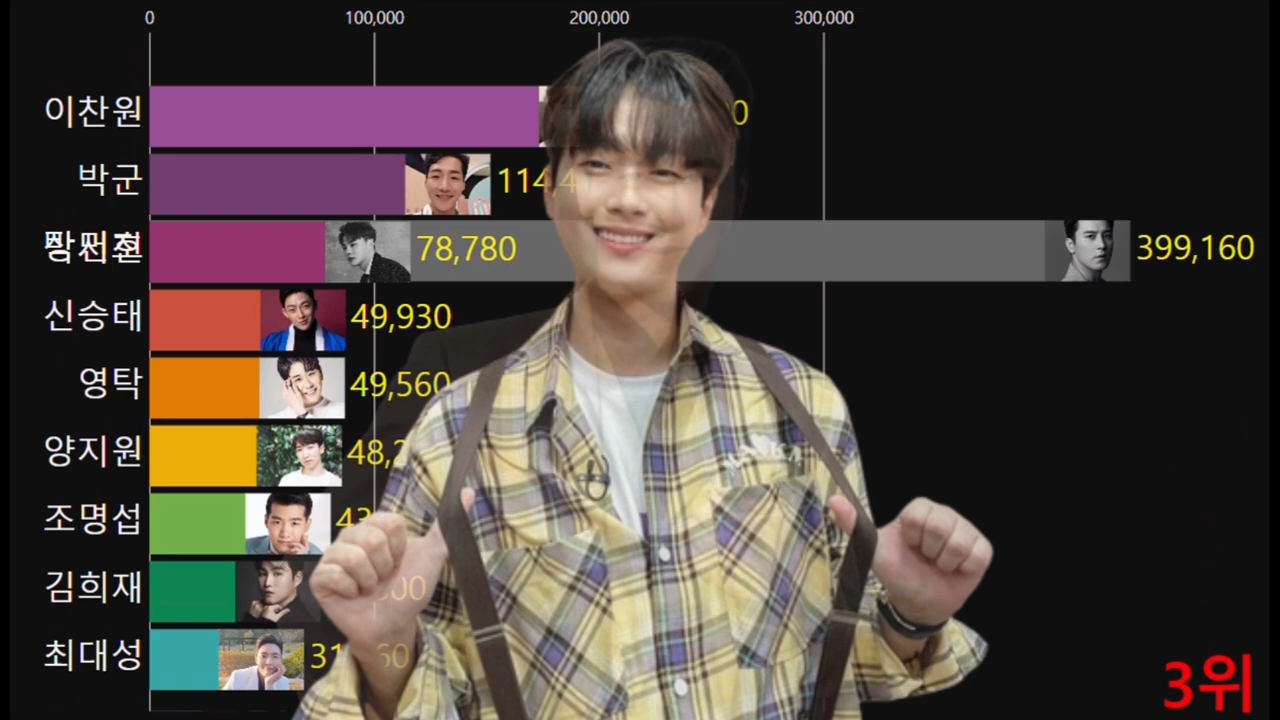 0 100,000 200,000 300,000
이찬원
박군
78,780 399,160
신승태 49,930
영탁 49,560
양지원
조명섭
김희재
최대성
3위